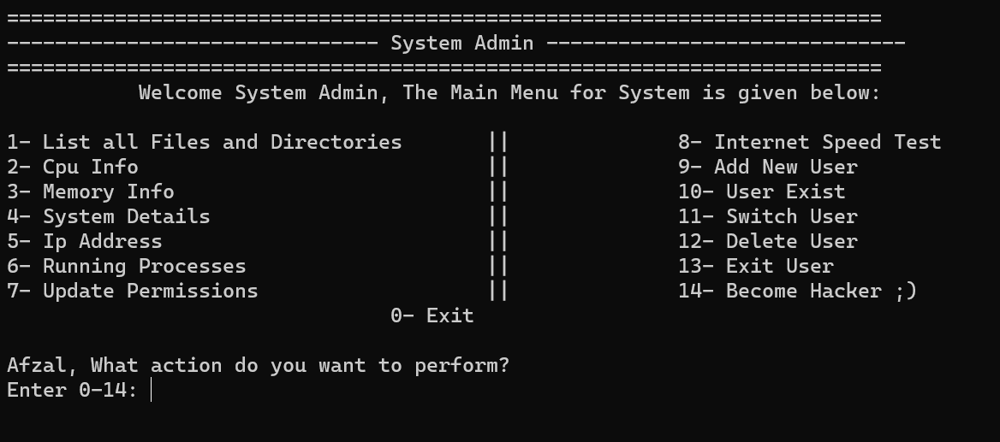 =========================================================================
------------------------------- System Admin ------------------------------
=========================================================================
Welcome System Admin, The Main Menu for System is given below:
1- List all Files and Directories || 8- Internet Speed Test
2- Cpu Info || 9- Add New User
3- Memory Info || 10- User Exist
4- System Details || 11- Switch User
5- Ip Address || 12- Delete User
6- Running Processes || 13- Exit User
7- Update Permissions || 14- Become Hacker ;)
0- Exit
Afzal, What action do you want to perform?
Enter 0-14: